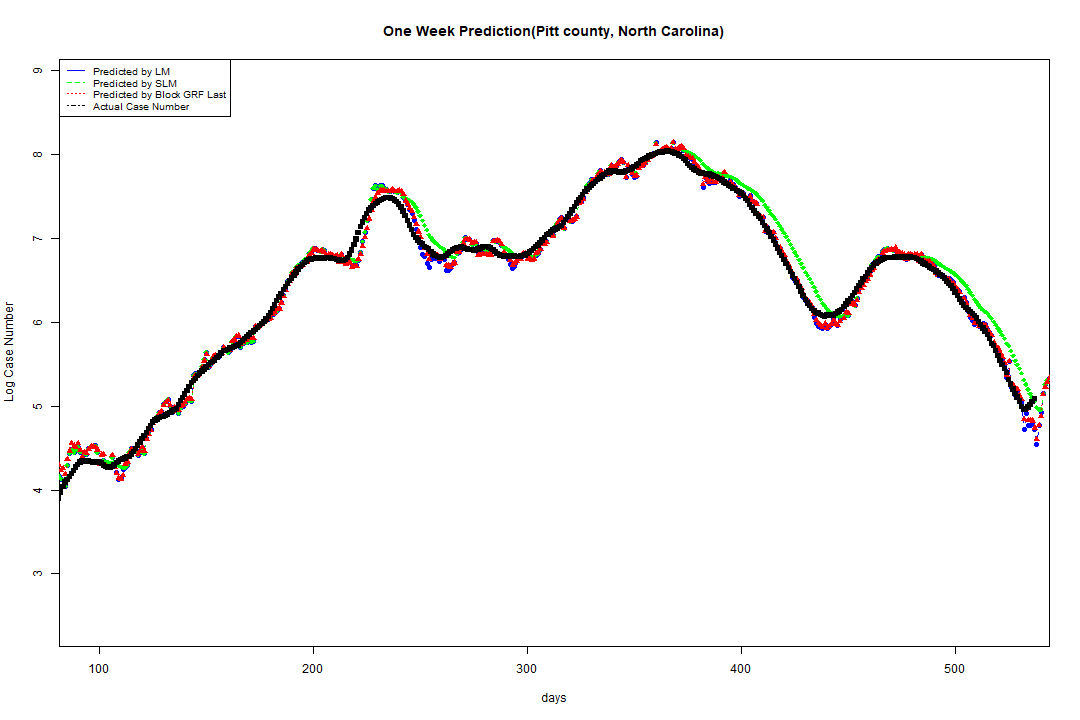 One Week Prediction(Pitt county, North Carolina)
Predicted by LM
Predicted by SLM
Predicted by Block GRF Last
Actual Case Number
Log Case Number
9
8
7
6
5
4
3
100 200 300 400 500
days